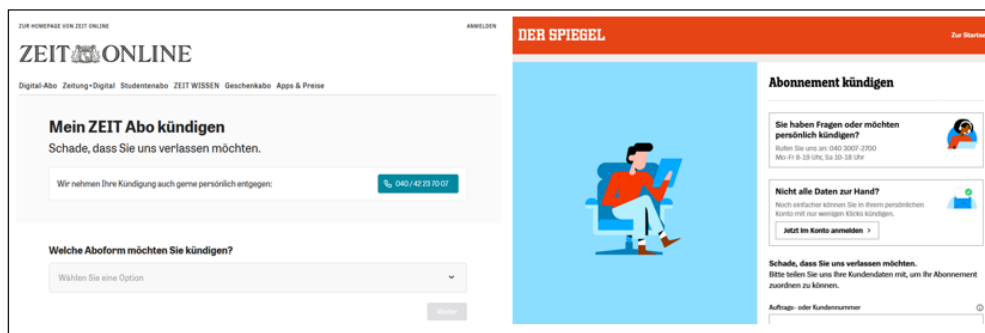 ZUR HOMEPAGE VON ZEIT ONLINE
ANMELDEN
ZEIT ONLINE
Digital-Abo Zeitung+Digital Studentenabo ZEIT WISSEN Geschenkabo Apps & Preise
Mein ZEIT Abo kündigen
Schade, dass Sie uns verlassen möchten.
Wir nehmen Ihre Kündigung auch gerne persönlich entgegen:
040 / 42 23 70 07
Welche Aboform möchten Sie kündigen?
Wählen Sie eine Option
Weiter
DER SPIEGEL
Zur Startse
Abonnement kündigen
Sie haben Fragen oder möchten
persönlich kündigen?
Rufen Sie uns an: 040 3007-2700
Mo-Fr 8-19 Uhr, Sa 10-18 Uhr
Nicht alle Daten zur Hand?
Noch einfacher können Sie in Ihrem persönlichen
Konto mit nur wenigen Klicks kündigen.
Jetzt im Konto anmelden >
Schade, dass Sie uns verlassen möchten.
Bitte teilen Sie uns Ihre Kundendaten mit, um Ihr Abonnement
zuordnen zu können.
Auftrags- oder Kundennummer